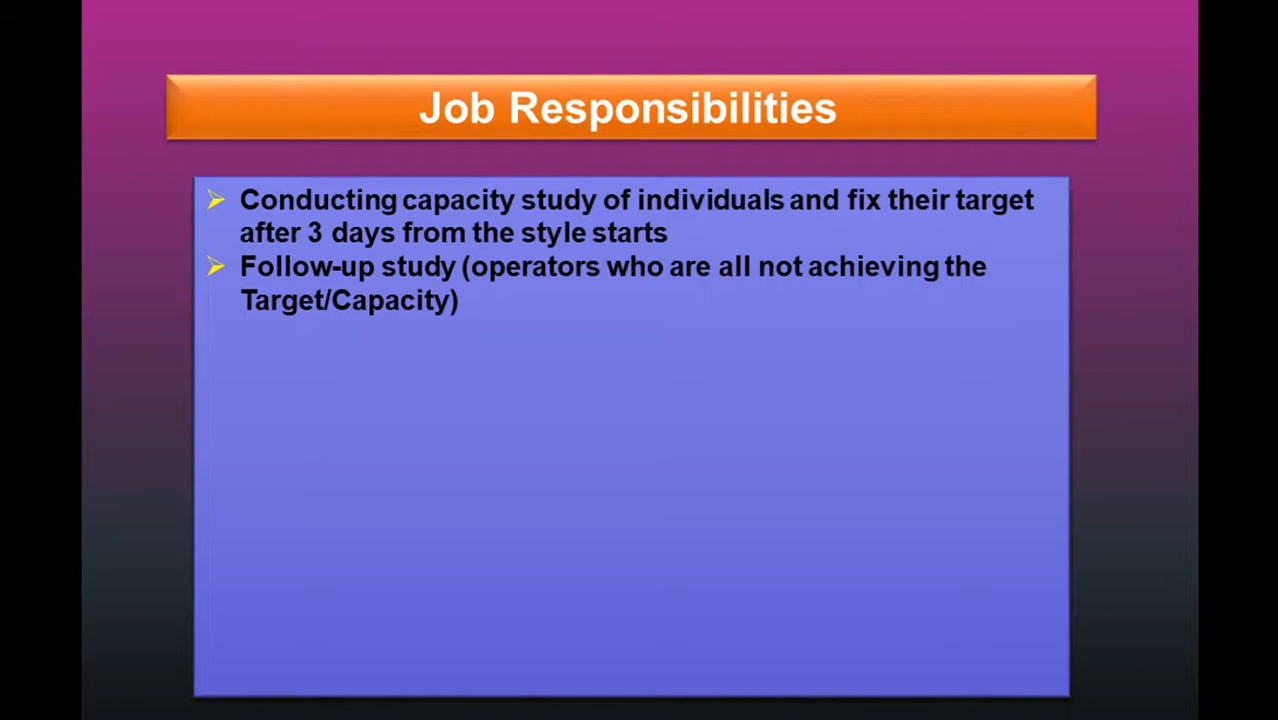 Job Responsibilities
Conducting capacity study of individuals and fix their target
after 3 days from the style starts
Follow-up study (operators who are all not achieving the
Target/Capacity)